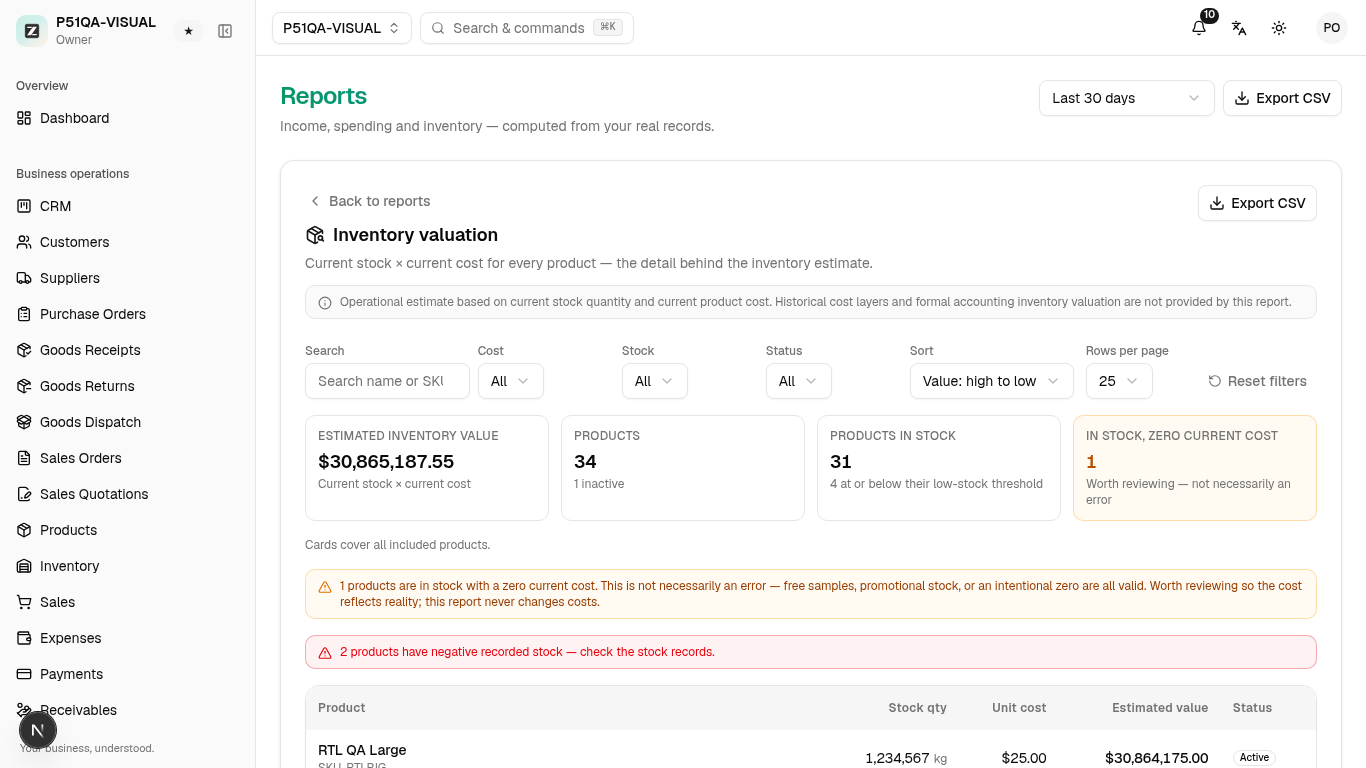 P51QA-VISUAL
Owner
★
Overview
Dashboard
Business operations
CRM
Customers
Suppliers
Purchase Orders
Goods Receipts
Goods Returns
Goods Dispatch
Sales Orders
Sales Quotations
Products
Inventory
Sales
Expenses
Payments
Receivables
N
Your business, understood.
P51QA-VISUAL
Search & commands ⌘K
10
PO
Reports
Income, spending and inventory — computed from your real records.
Last 30 days
Export CSV
Back to reports
Export CSV
Inventory valuation
Current stock × current cost for every product — the detail behind the inventory estimate.
Operational estimate based on current stock quantity and current product cost. Historical cost layers and formal accounting inventory valuation are not provided by this report.
Search Cost Stock Status Sort Rows per page
Search name or SKU All All All Value: high to low 25 Reset filters
ESTIMATED INVENTORY VALUE
$30,865,187.55
Current stock × current cost
PRODUCTS
34
1 inactive
PRODUCTS IN STOCK
31
4 at or below their low-stock threshold
IN STOCK, ZERO CURRENT COST
1
Worth reviewing — not necessarily an
error
Cards cover all included products.
1 products are in stock with a zero current cost. This is not necessarily an error — free samples, promotional stock, or an intentional zero are all valid. Worth reviewing so the cost
reflects reality; this report never changes costs.
2 products have negative recorded stock — check the stock records.
Product Stock qty Unit cost Estimated value Status
RTL QA Large 1,234,567 kg $25.00 $30,864,175.00 Active